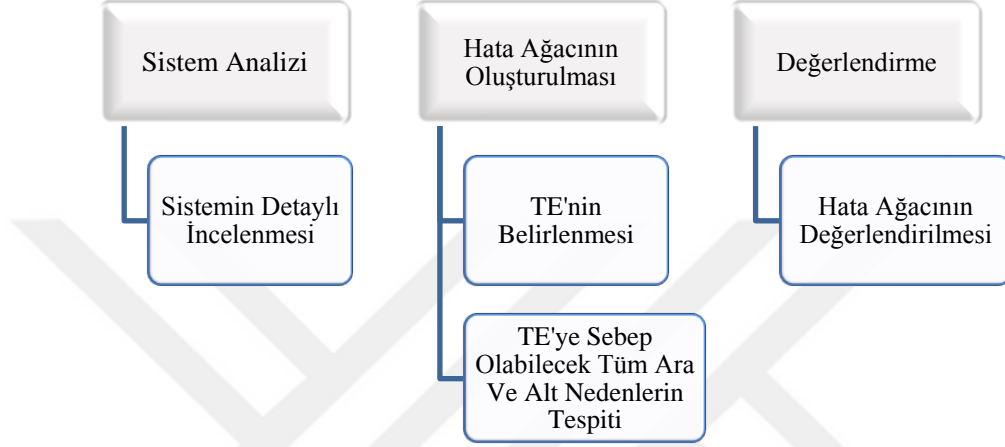 Sistem Analizi
Sistemin Detaylı
İncelenmesi
Hata Ağacının
Oluşturulması
TE'nin
Belirlenmesi
TE'ye Sebep
Olabilecek Tüm Ara
Ve Alt Nedenlerin
Tespiti
Değerlendirme
Hata Ağacının
Değerlendirilmesi